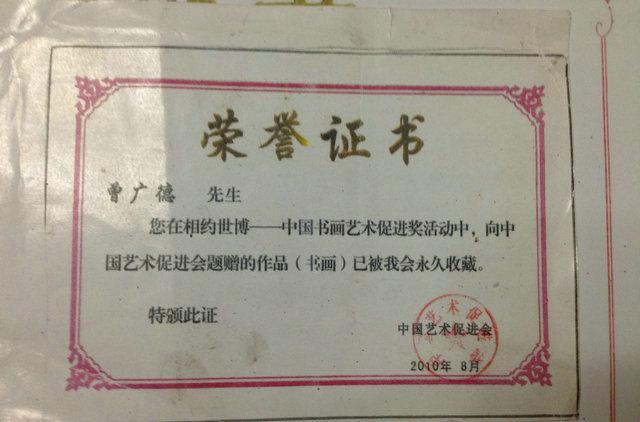 荣誉证书
曾广德 先生
您在相约世博——中国书画艺术促进奖活动中,向中
国艺术促进会题赠的作品(书画)已被我会永久收藏。
特颁此证
中国艺术促进会
2010年 8月